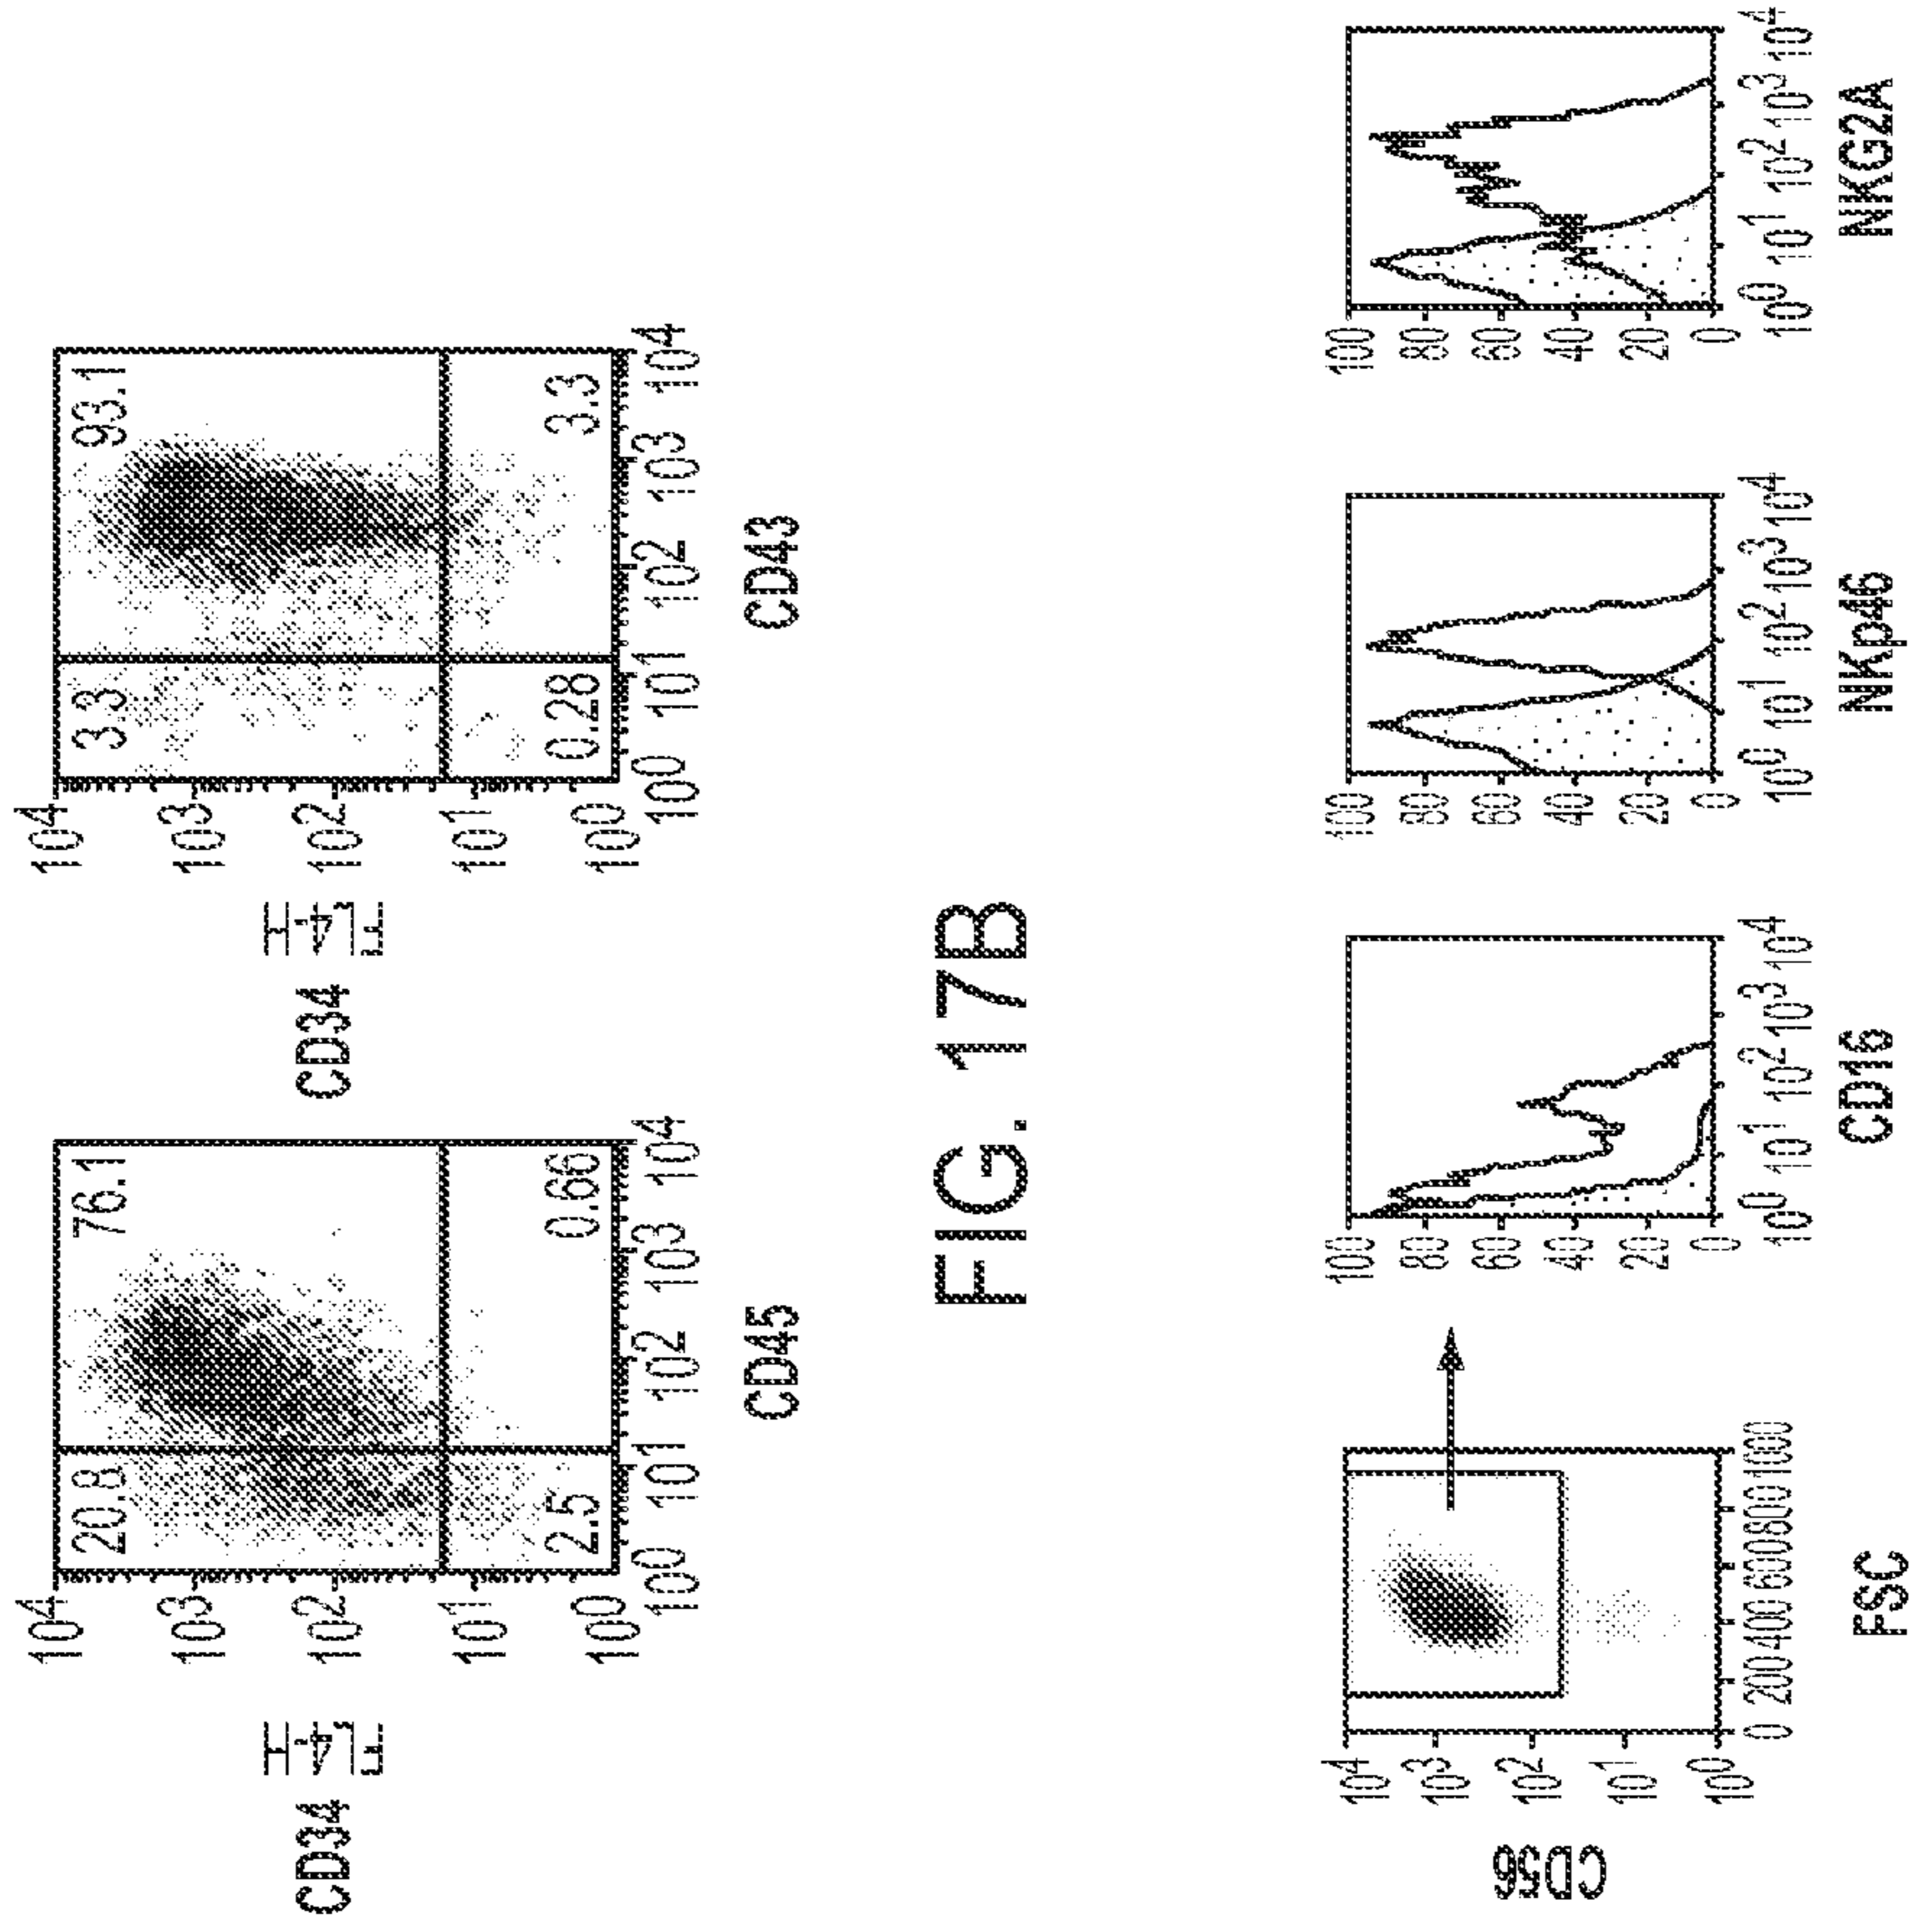 10⁴
10³
10²
10¹
10⁰
CD34
FL4-H
20.8
76.1
2.5
0.66
10⁰ 10¹ 10² 10³ 10⁴
CD45
10⁴
10³
10²
10¹
10⁰
CD34
FL4-H
3.3
93.1
0.28
3.3
10⁰ 10¹ 10² 10³ 10⁴
CD43
FIG. 17B
CD56
10⁴
10³
10²
10¹
10⁰
0 200 400 600 800 1000
FSC
100
80
60
40
20
0
10⁰ 10¹ 10² 10³ 10⁴
CD16
100
80
60
40
20
0
10⁰ 10¹ 10² 10³ 10⁴
NKp46
100
80
60
40
20
0
10⁰ 10¹ 10² 10³ 10⁴
NKG2A